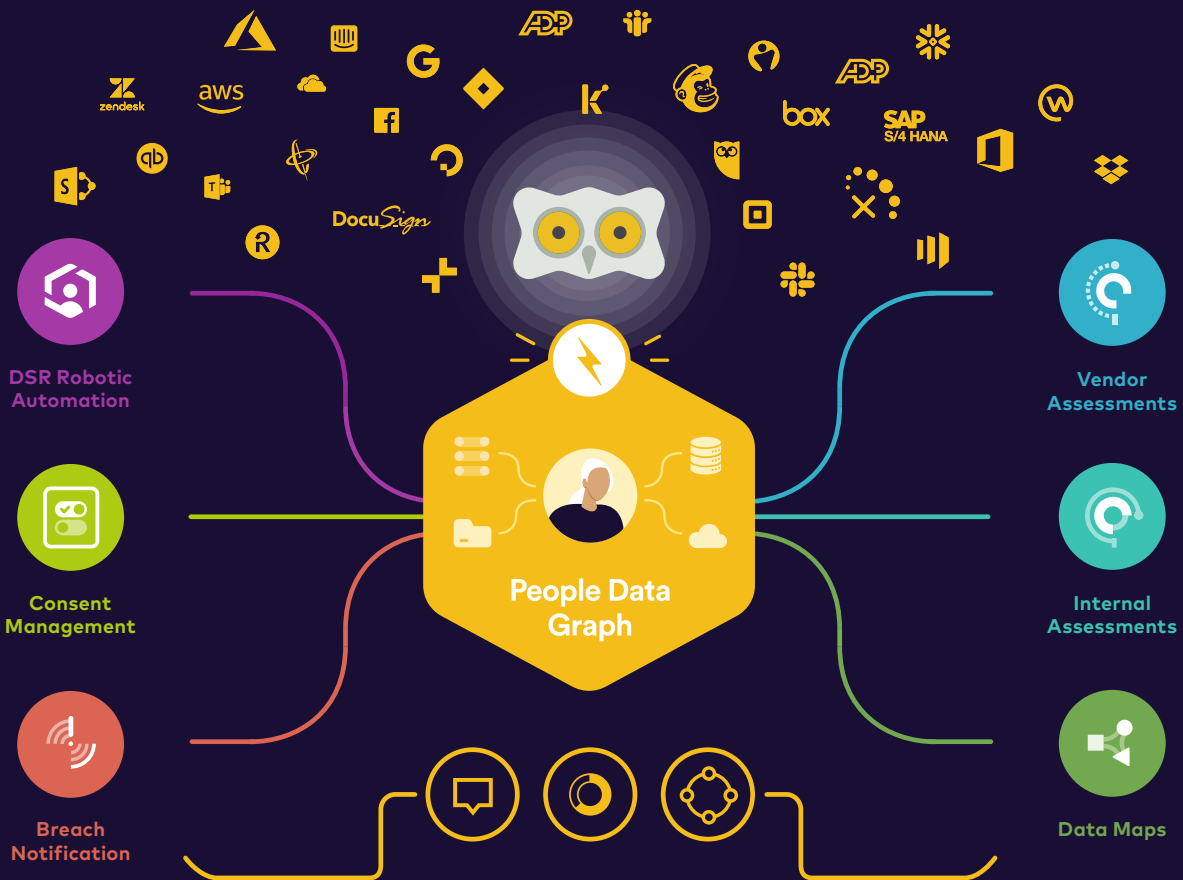 ADP
ADP
zendesk
aws
box
SAP
S/4 HANA
qb
S
T
DocuSign
R
DSR Robotic
Automation
Vendor
Assessments
Consent
Management
People Data
Graph
Internal
Assessments
Breach
Notification
Data Maps